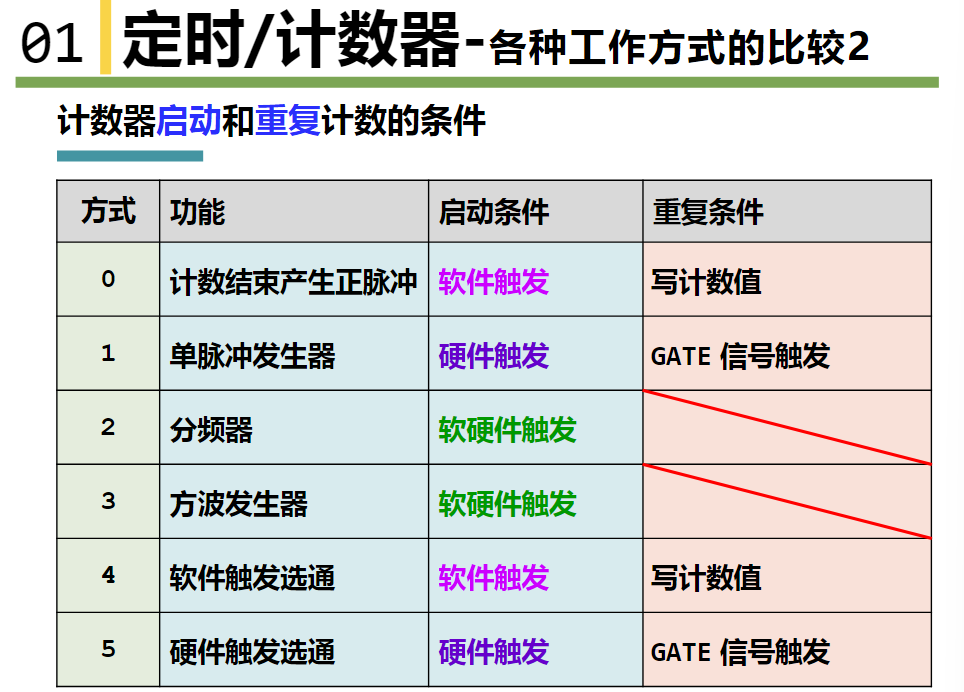 01 定时/计数器-各种工作方式的比较2
计数器启动和重复计数的条件
方式 功能 启动条件 重复条件
0 计数结束产生正脉冲 软件触发 写计数值
1 单脉冲发生器 硬件触发 GATE 信号触发
2 分频器 软硬件触发
3 方波发生器 软硬件触发
4 软件触发选通 软件触发 写计数值
5 硬件触发选通 硬件触发 GATE 信号触发